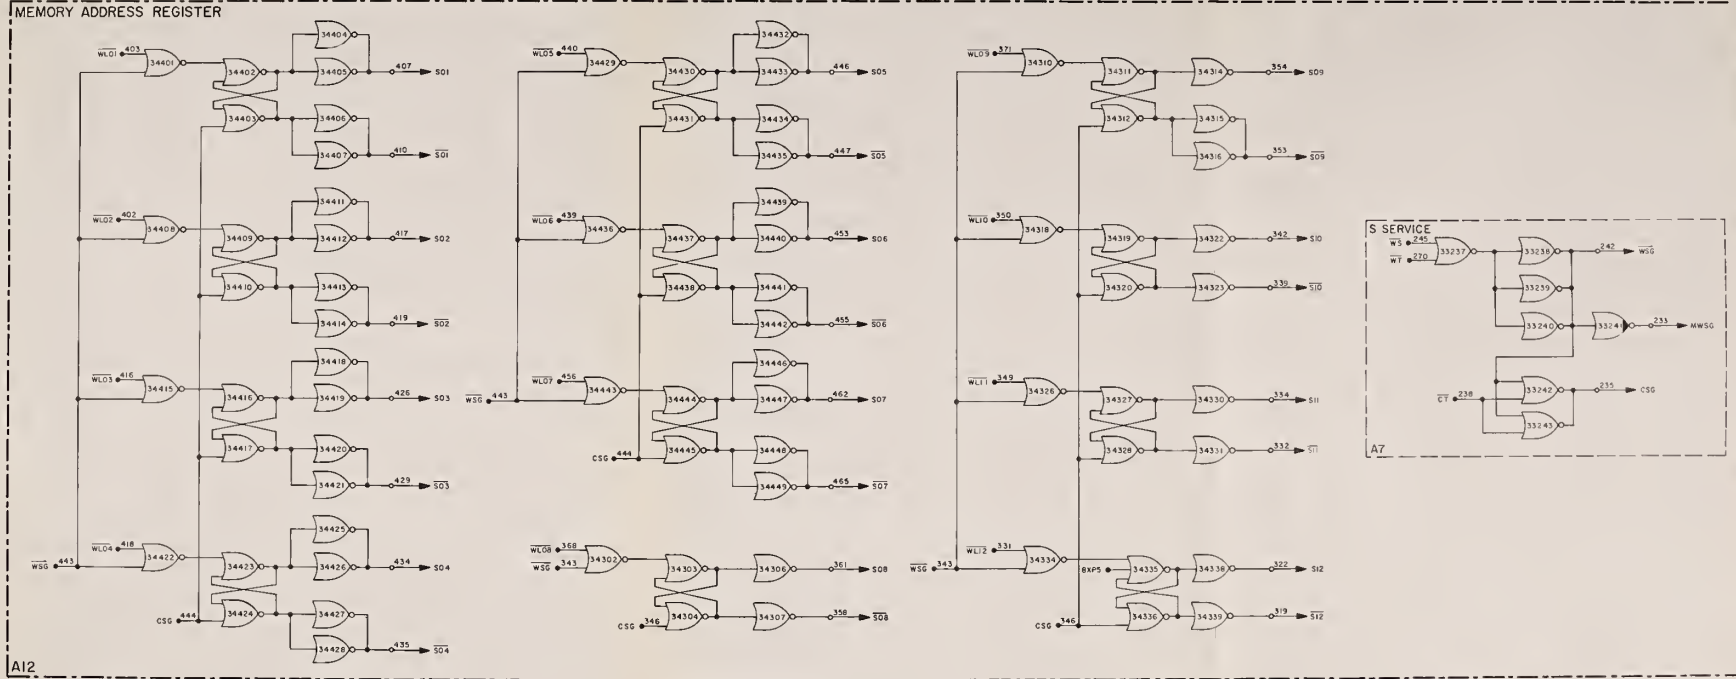 MEMORY ADDRESS REGISTER
WL01 403 34401 34402 34404 34405 407 S01
34403 34406 34407 410 S01
WL02 402 34408 34409 34411 34412 417 S02
34410 34413 34414 419 S02
WL03 416 34415 34416 34418 34419 426 S03
34417 34420 34421 429 S03
WL04 418 34422 34423 34425 34426 434 S04
WSG 443
CSG 444 34424 34427 34428 435 S04
WL05 440 34429 34430 34432 34433 446 S05
34431 34434 34435 447 S05
WL06 439 34436 34437 34439 34440 453 S06
34438 34441 34442 455 S06
WL07 456 34443 34444 34446 34447 462 S07
WSG 443
CSG 444 34445 34448 34449 465 S07
WL08 368 34302 34303 34306 361 S08
WSG 343
CSG 346 34304 34307 358 S08
WL09 371 34310 34311 34314 354 S09
34312 34315 34316 353 S09
WL10 350 34318 34319 34322 342 S10
34320 34323 339 S10
WL11 349 34326 34327 34330 334 S11
34328 34331 332 S11
WL12 331 34334 8XP5 34335 34338 322 S12
WSG 343
CSG 346 34336 34339 319 S12
S SERVICE
WS 245 33237 33238 242 WSG
WT 270
33239
33240 33241 233 MWSG
CT 238 33242 235 CSG
33243
A7
A12